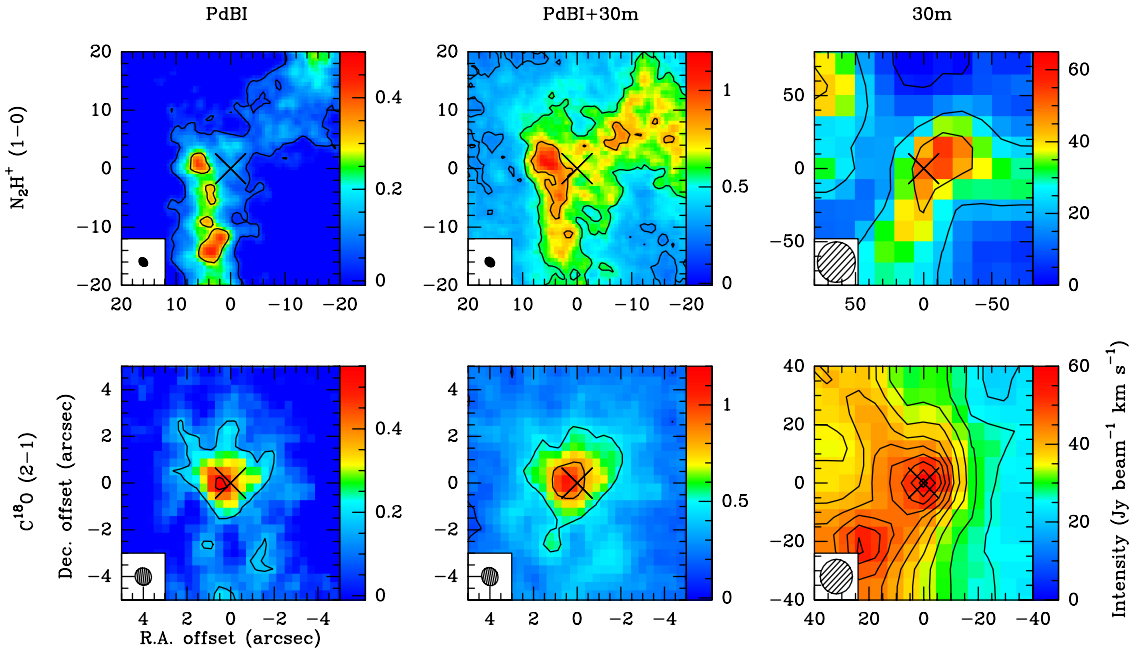 PdBI PdBI+30m 30m
N₂H⁺ (1−0)
20 10 0 −10 −20
20 10 0 −10 −20
0.4 0.2 0
20 10 0 −10 −20
20 10 0 −10 −20
1 0.5 0
50 0 −50
50 0 −50
60 40 20 0
C¹⁸O (2−1)
Dec. offset (arcsec)
4 2 0 −2 −4
4 2 0 −2 −4
R.A. offset (arcsec)
0.4 0.2 0
4 2 0 −2 −4
4 2 0 −2 −4
1 0.5 0
40 20 0 −20 −40
40 20 0 −20 −40
60 40 20 0
Intensity (Jy beam⁻¹ km s⁻¹)